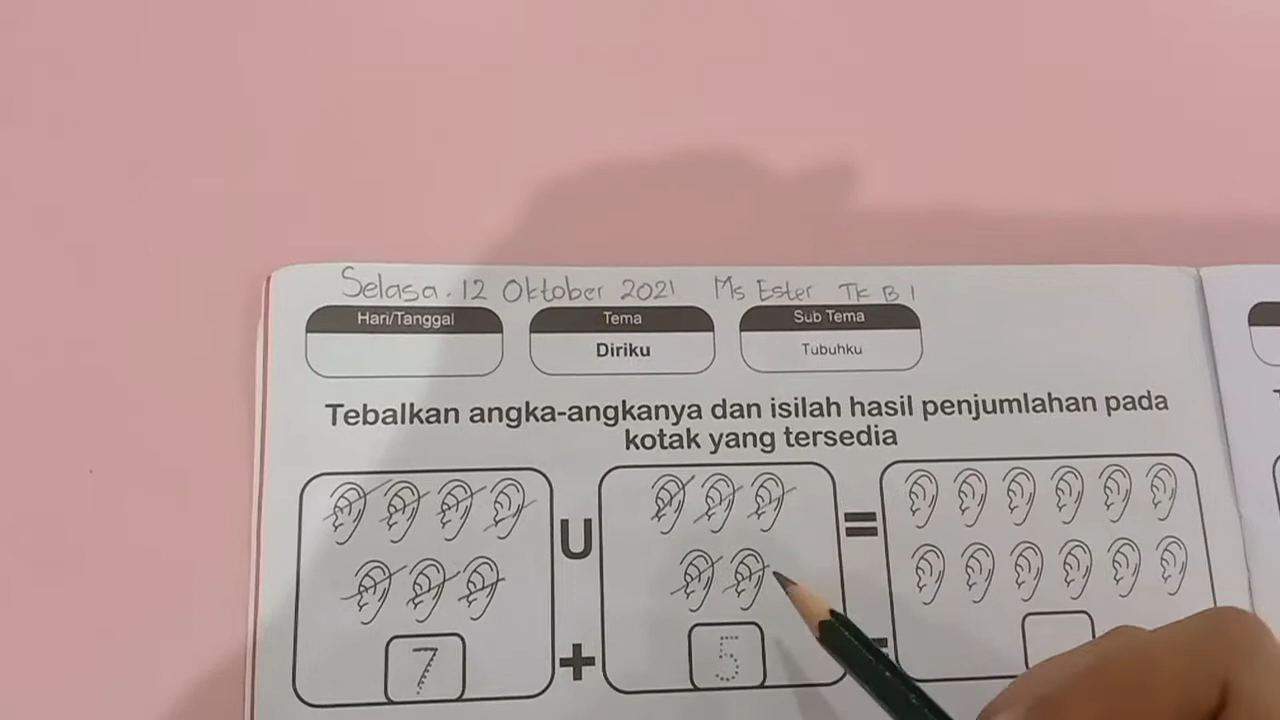 Selasa. 12 Oktober 2021 Ms Ester TK B 1
Hari/Tanggal
Tema
Diriku
Sub Tema
Tubuhku
Tebalkan angka-angkanya dan isilah hasil penjumlahan pada
kotak yang tersedia
U =
7 + 5 =